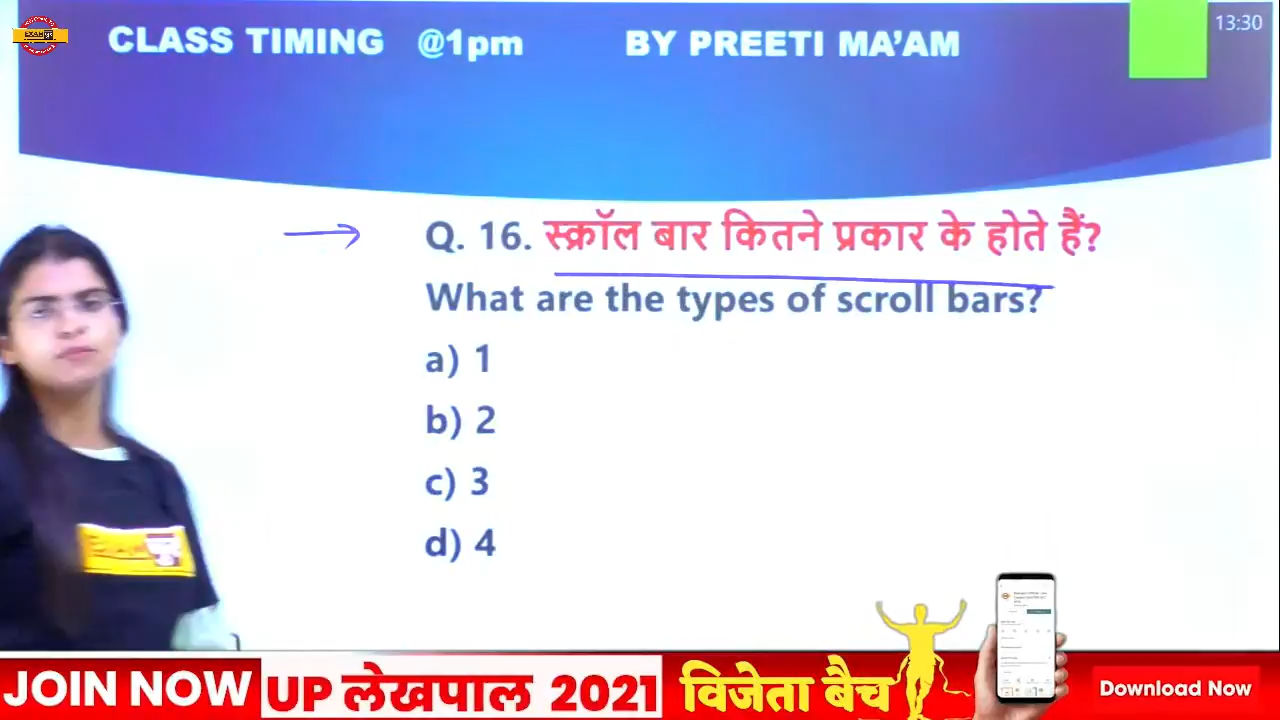 CLASS TIMING @1pm BY PREETI MA'AM
13:30
Q. 16. स्क्रॉल बार कितने प्रकार के होते हैं?
What are the types of scroll bars?
a) 1
b) 2
c) 3
d) 4
JOIN NOW UP लेखपाल 2021 विजेता बैच Download Now